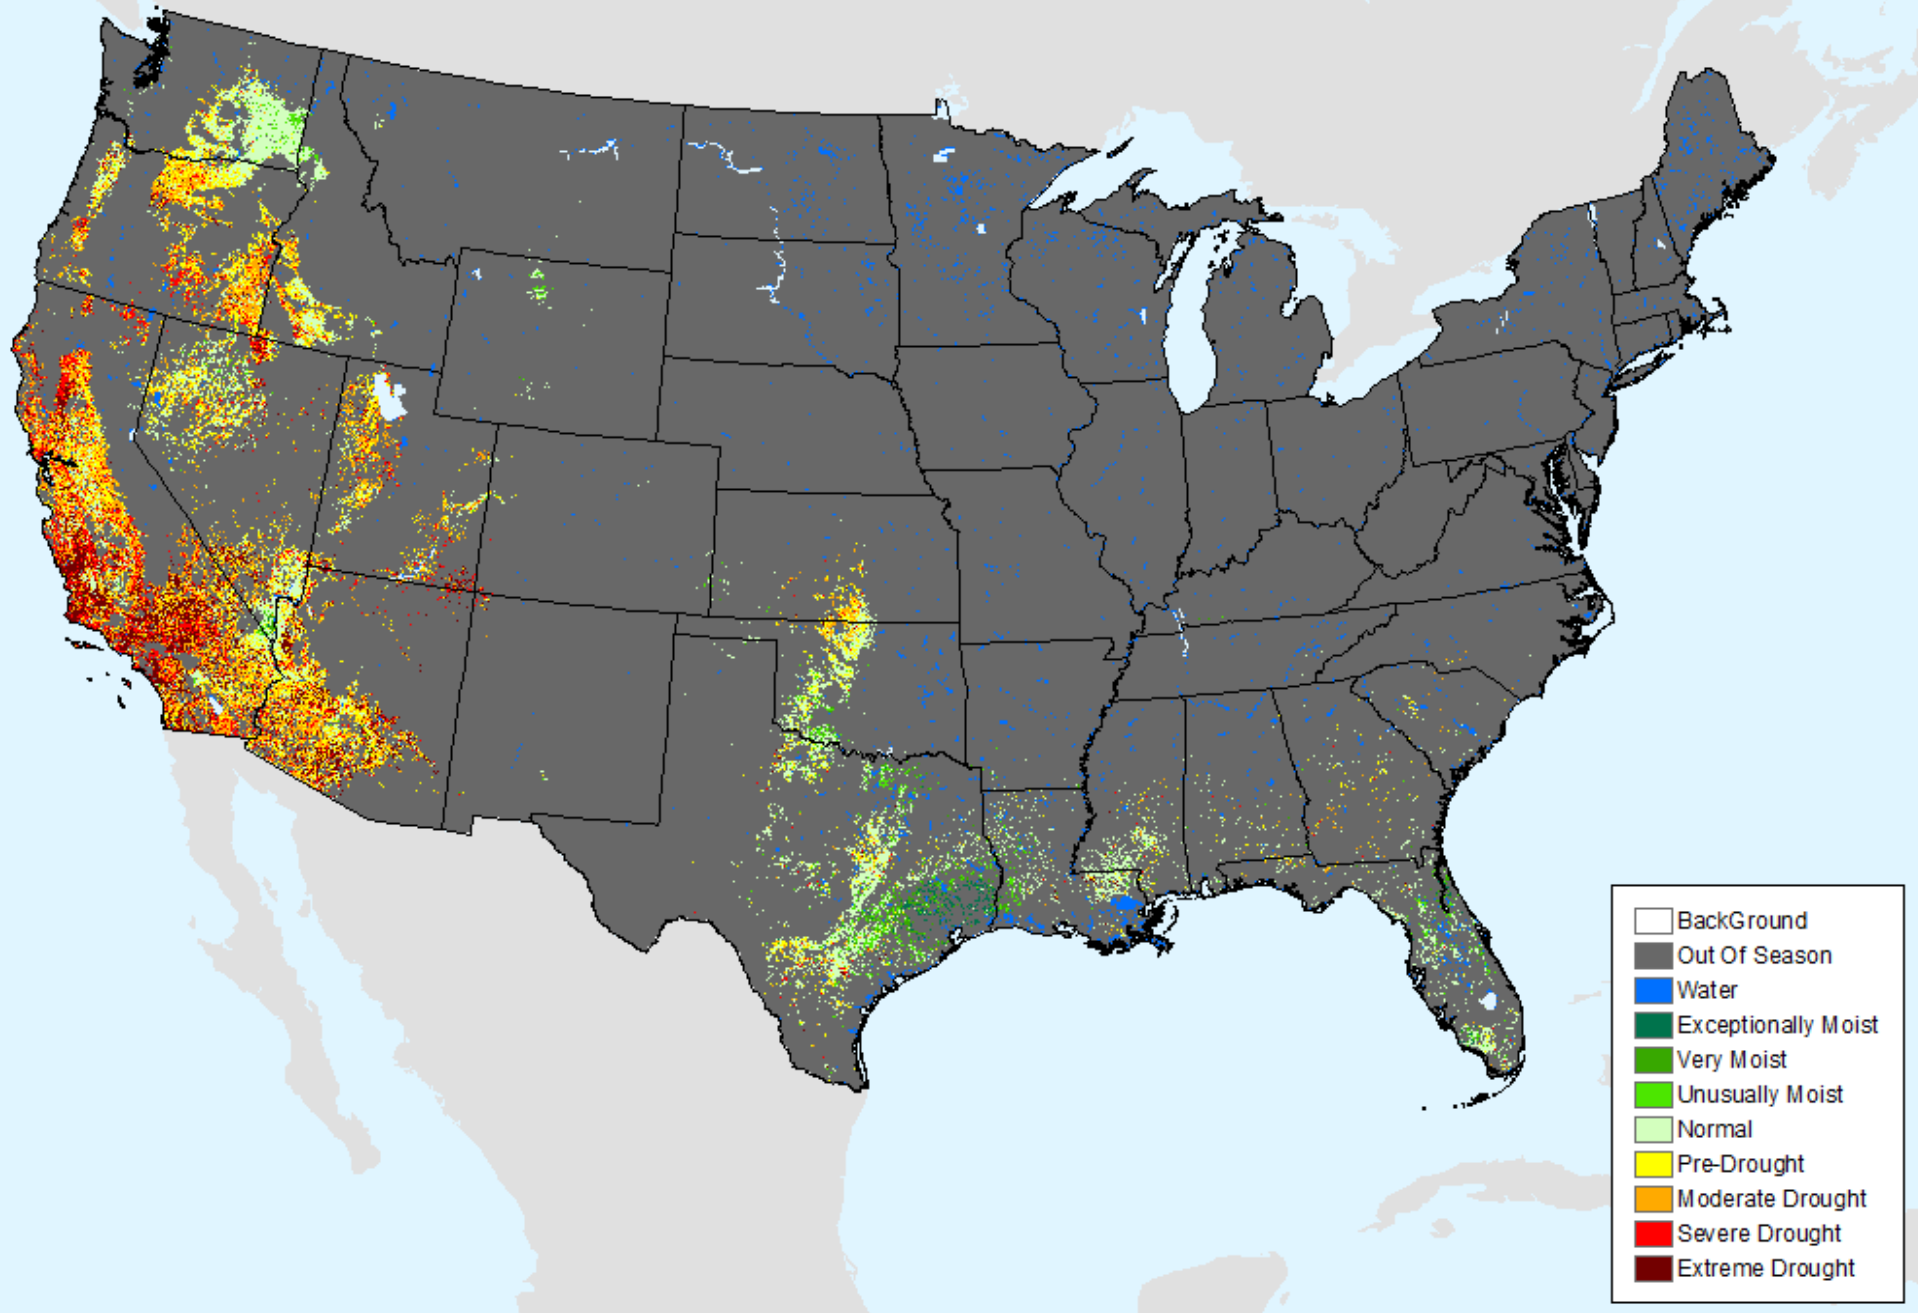 BackGround
Out Of Season
Water
Exceptionally Moist
Very Moist
Unusually Moist
Normal
Pre-Drought
Moderate Drought
Severe Drought
Extreme Drought